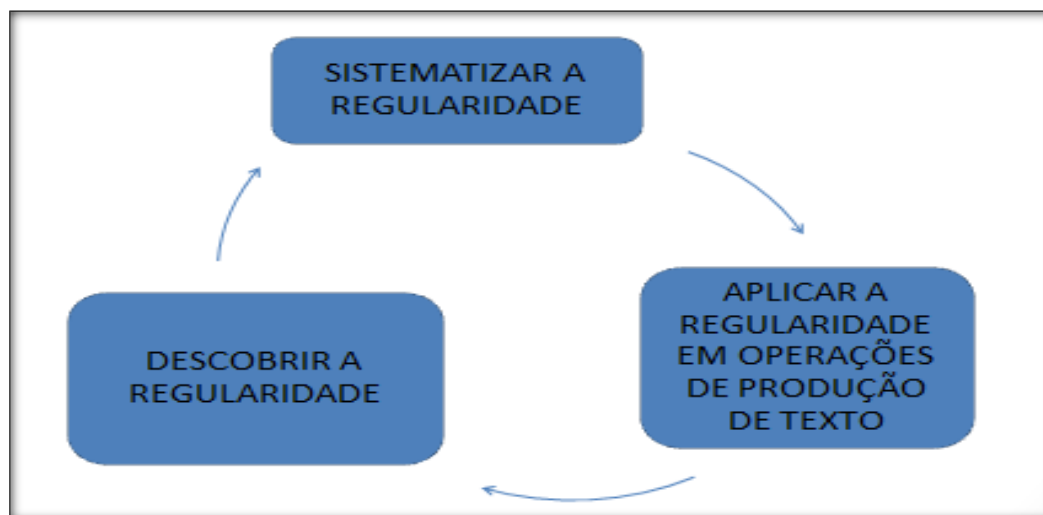 SISTEMATIZAR A
REGULARIDADE
DESCOBRIR A
REGULARIDADE
APLICAR A
REGULARIDADE
EM OPERAÇÕES
DE PRODUÇÃO
DE TEXTO